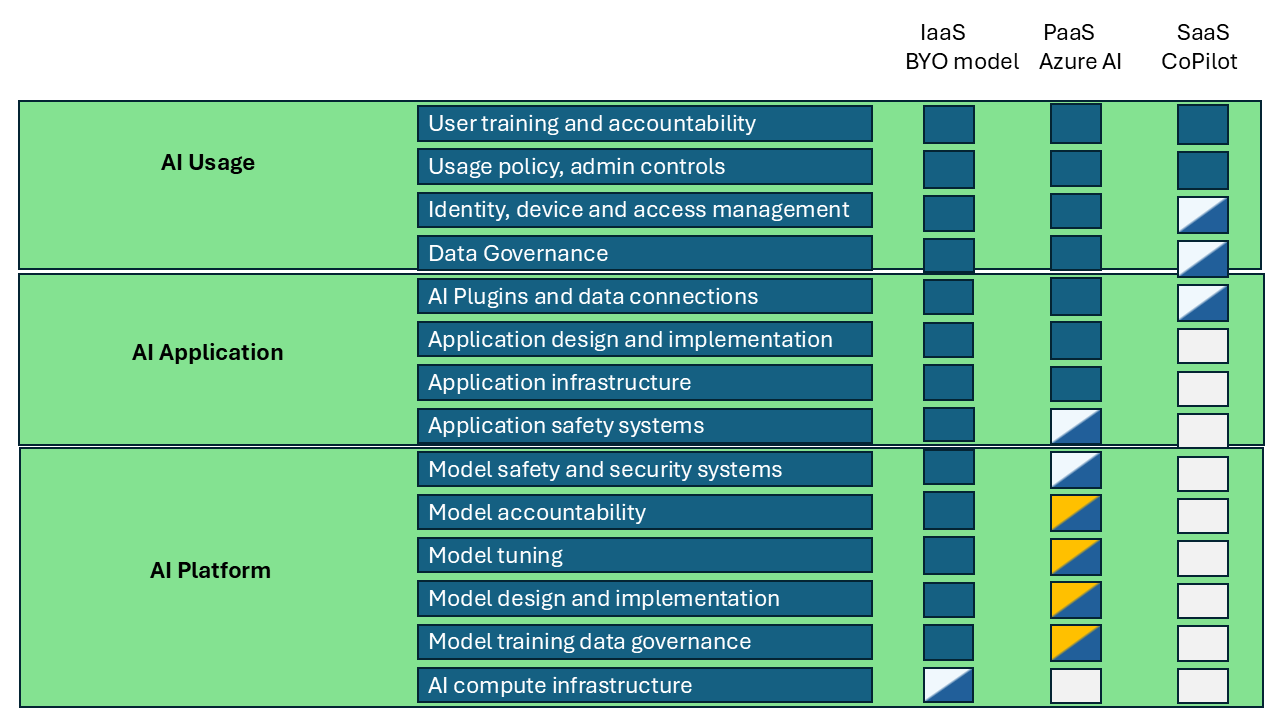 IaaS
BYO model
PaaS
Azure AI
SaaS
CoPilot
AI Usage
User training and accountability
Usage policy, admin controls
Identity, device and access management
Data Governance
AI Application
AI Plugins and data connections
Application design and implementation
Application infrastructure
Application safety systems
AI Platform
Model safety and security systems
Model accountability
Model tuning
Model design and implementation
Model training data governance
AI compute infrastructure